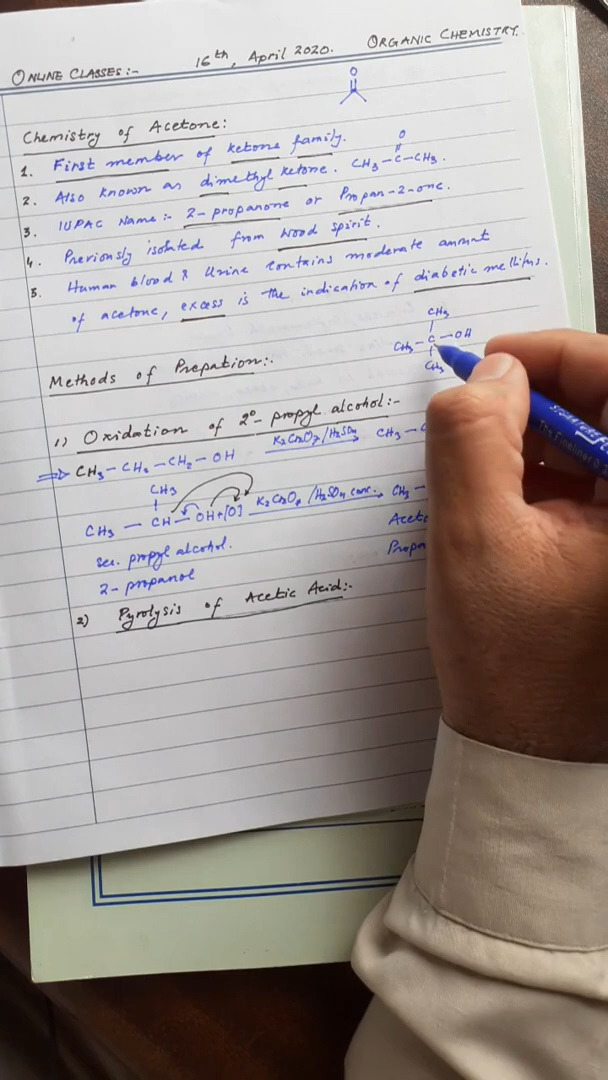 ONLINE CLASSES:- 16th, April 2020. ORGANIC CHEMISTRY.
O
Chemistry of Acetone:
1. First member of ketone family.
O
2. Also known as dimethyl ketone. CH3-C-CH3.
3. IUPAC Name:- 2-propanone or Propan-2-one.
4. Previously isolated from wood spirit.
5. Human blood & Urine contains moderate amount
of acetone, excess is the indication of diabetic mellitus.
CH3
CH3-C-OH
CH3
Methods of Prepation:-
1) Oxidation of 2°-propyl alcohol:-
⇒ CH3-CH2-CH2-OH K2Cr2O7/H2SO4 CH3-C
CH3
CH3 — CH — OH+[O] K2Cr2O7/H2SO4 conc. CH3-
sec. propyl alcohol. Acet
2-propanol Propan
2) Pyrolysis of Acetic Acid:-